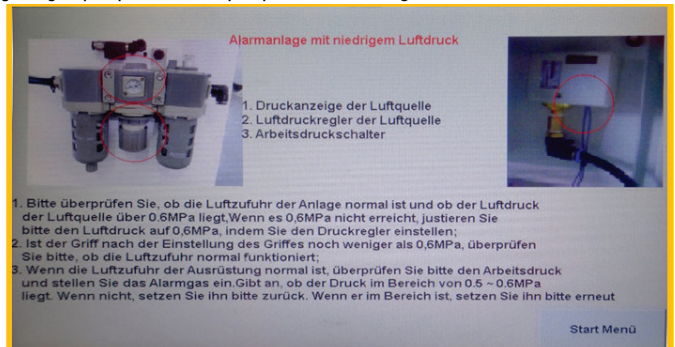 Alarmanlage mit niedrigem Luftdruck
1. Druckanzeige der Luftquelle
2. Luftdruckregler der Luftquelle
3. Arbeitsdruckschalter
1. Bitte überprüfen Sie, ob die Luftzufuhr der Anlage normal ist und ob der Luftdruck
der Luftquelle über 0.6MPa liegt,Wenn es 0,6MPa nicht erreicht, justieren Sie
bitte den Luftdruck auf 0,6MPa, indem Sie den Druckregler einstellen;
2. Ist der Griff nach der Einstellung des Griffes noch weniger als 0,6MPa, überprüfen
Sie bitte, ob die Luftzufuhr normal funktioniert;
3. Wenn die Luftzufuhr der Ausrüstung normal ist, überprüfen Sie bitte den Arbeitsdruck
und stellen Sie das Alarmgas ein.Gibt an, ob der Druck im Bereich von 0.5 ~ 0.6MPa
liegt. Wenn nicht, setzen Sie ihn bitte zurück. Wenn er im Bereich ist, setzen Sie ihn bitte erneut
Start Menü